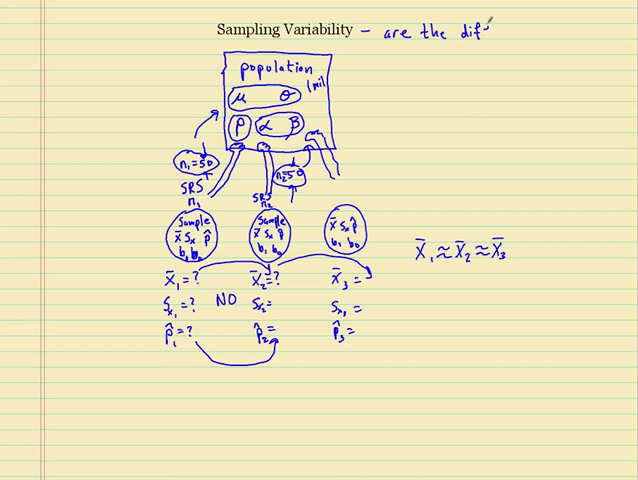 Sampling Variability – are the dif
population
1 mil
μ σ
p α β
n₁=50
n₂=50
SRS n₁
SRS n₂
Sample x̄ Sx p̂ b₁ b₀
Sample x̄ Sx p̂ b₁ b₀
x̄ Sx p̂ b₁ b₀
x̄₁ ≈ x̄₂ ≈ x̄₃
x̄₁=? x̄₂=? x̄₃=
Sx₁=? NO Sx₂= Sx₃=
p̂₁=? p̂₂= p̂₃=